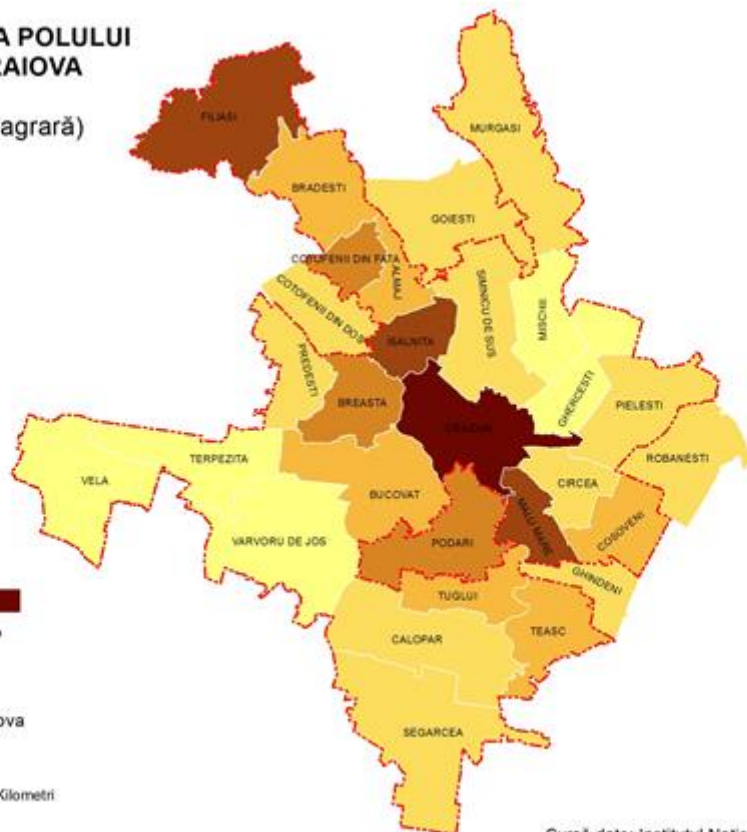 A POLULUI
RAIOVA
agrară)
FILIASI
MURGASI
BRADESTI
GOIESTI
COTOFENII DIN FATA
ALMAJ
SIMNICU DE SUS
COTOFENII DIN DOS
MISCHII
ISALNITA
PREDESTI
GHERCESTI
BREASTA
PIELESTI
CRAIOVA
ROBANESTI
TERPEZITA
VELA
CIRCEA
BUCOVAT
MALU MARE
COSOVENI
VARVORU DE JOS
PODARI
GHINDENI
TUGLUI
TEASC
CALOPAR
SEGARCEA
ova
Kilometri